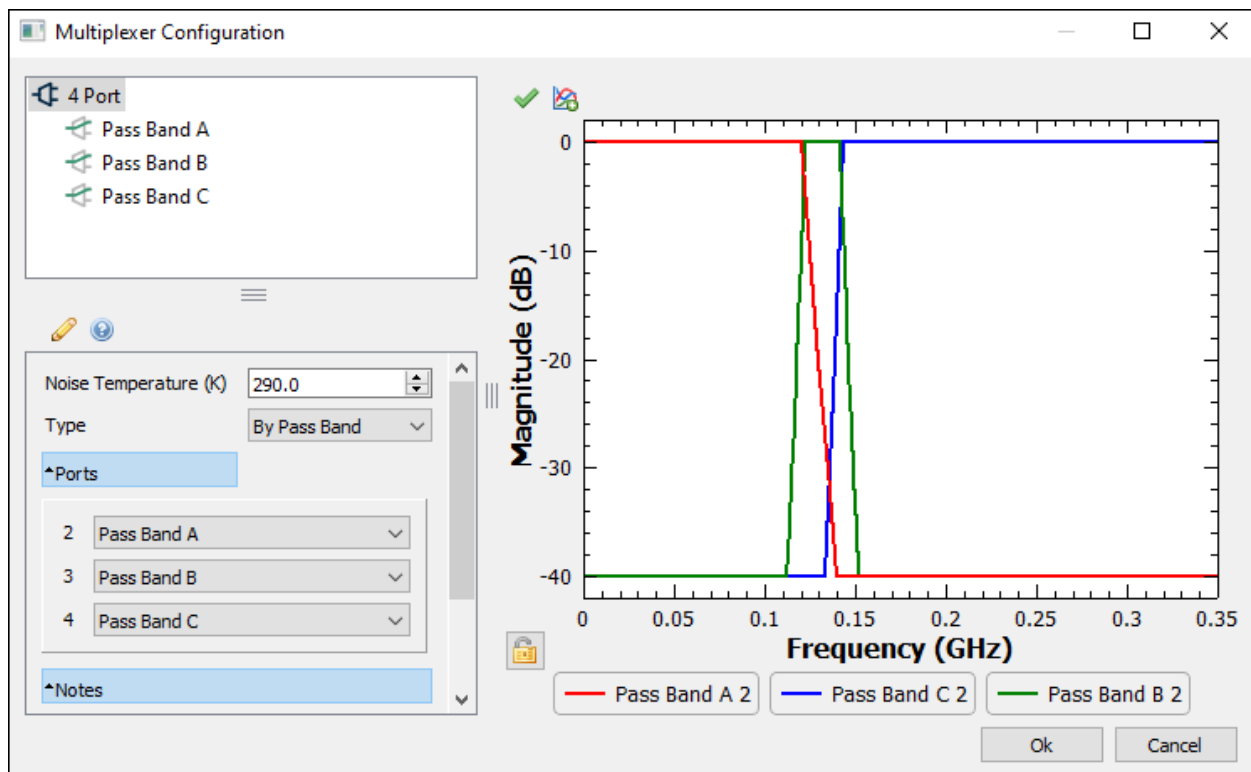 Multiplexer Configuration
4 Port
Pass Band A
Pass Band B
Pass Band C
Noise Temperature (K) 290.0
Type By Pass Band
Ports
2 Pass Band A
3 Pass Band B
4 Pass Band C
Notes
Magnitude (dB)
0
-10
-20
-30
-40
0 0.05 0.1 0.15 0.2 0.25 0.3 0.35
Frequency (GHz)
Pass Band A 2 Pass Band C 2 Pass Band B 2
Ok Cancel